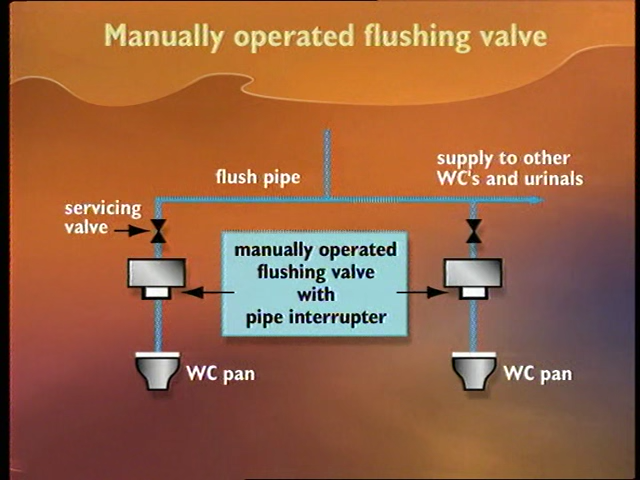 Manually operated flushing valve
supply to other
WC's and urinals
flush pipe
servicing
valve
manually operated
flushing valve
with
pipe interrupter
WC pan
WC pan